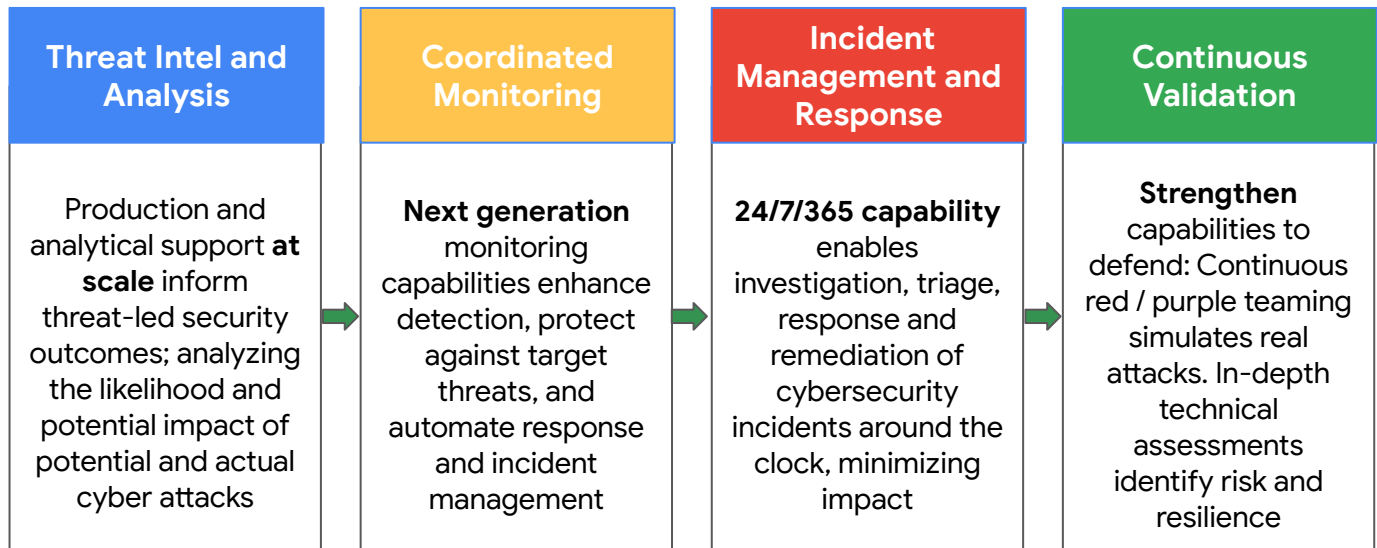 Threat Intel and
Analysis
Production and
analytical support at
scale inform
threat-led security
outcomes; analyzing
the likelihood and
potential impact of
potential and actual
cyber attacks
Coordinated
Monitoring
Next generation
monitoring
capabilities enhance
detection, protect
against target
threats, and
automate response
and incident
management
Incident
Management and
Response
24/7/365 capability
enables
investigation, triage,
response and
remediation of
cybersecurity
incidents around the
clock, minimizing
impact
Continuous
Validation
Strengthen
capabilities to
defend: Continuous
red / purple teaming
simulates real
attacks. In-depth
technical
assessments
identify risk and
resilience